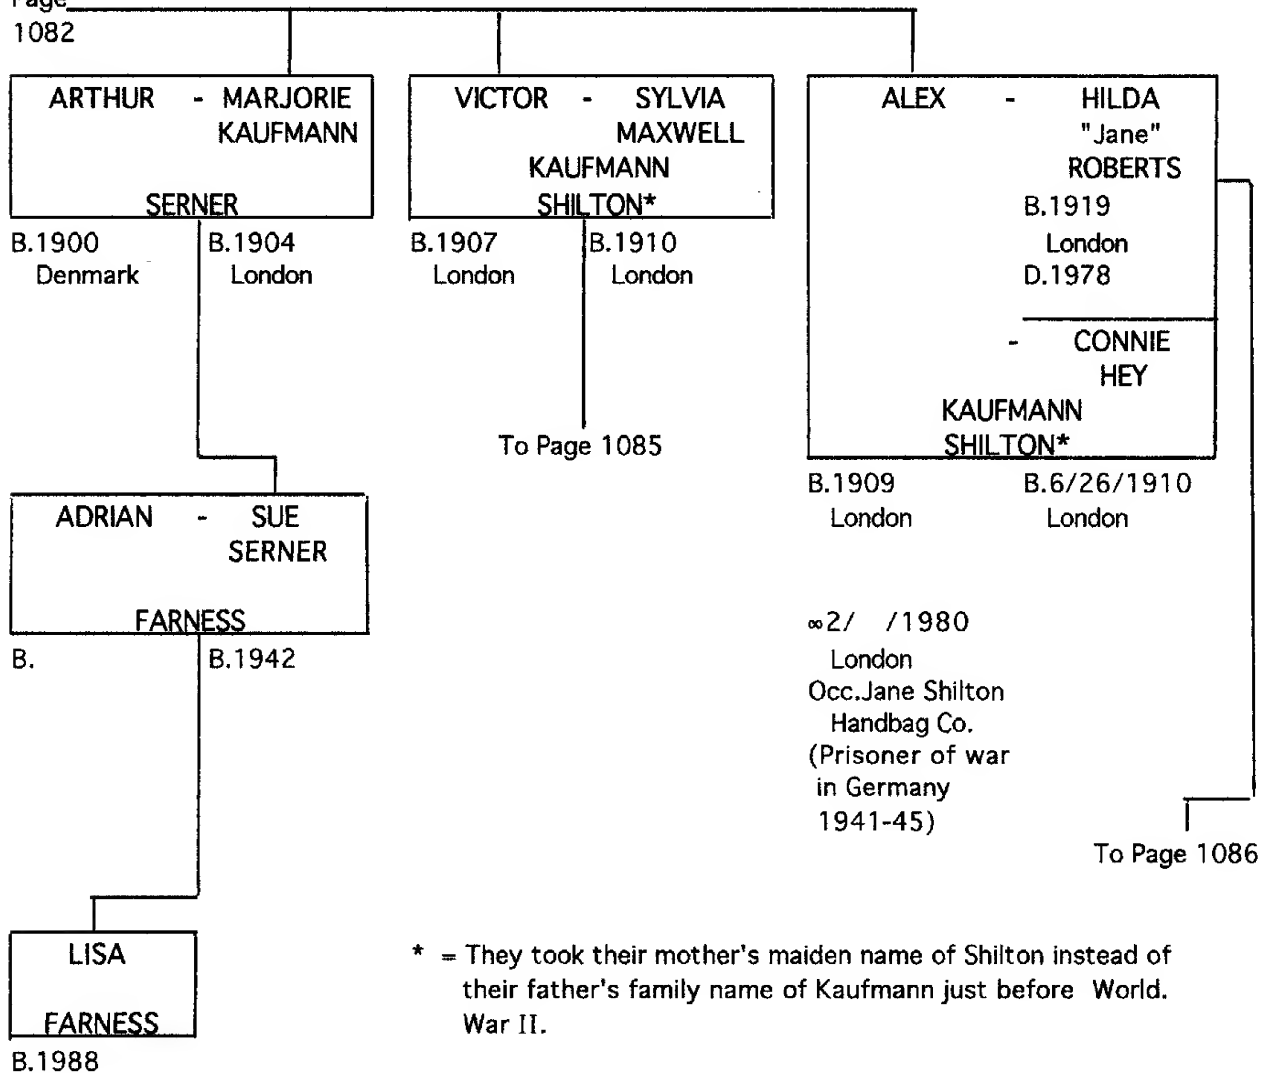 Page
1082
ARTHUR - MARJORIE
KAUFMANN
SERNER
B.1900 B.1904
Denmark London
VICTOR - SYLVIA
MAXWELL
KAUFMANN
SHILTON*
B.1907 B.1910
London London
To Page 1085
ALEX - HILDA
"Jane"
ROBERTS
B.1919
London
D.1978
- CONNIE
HEY
KAUFMANN
SHILTON*
B.1909 B.6/26/1910
London London
∞2/ /1980
London
Occ.Jane Shilton
Handbag Co.
(Prisoner of war
in Germany
1941-45)
To Page 1086
ADRIAN - SUE
SERNER
FARNESS
B. B.1942
LISA
FARNESS
B.1988
* = They took their mother's maiden name of Shilton instead of
their father's family name of Kaufmann just before World.
War II.